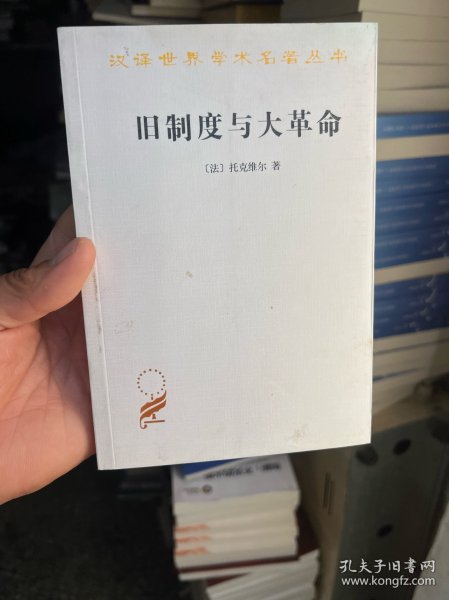 汉译世界学术名著丛书
旧制度与大革命
〔法〕托克维尔 著
孔夫子旧书网
www.kongfz.com